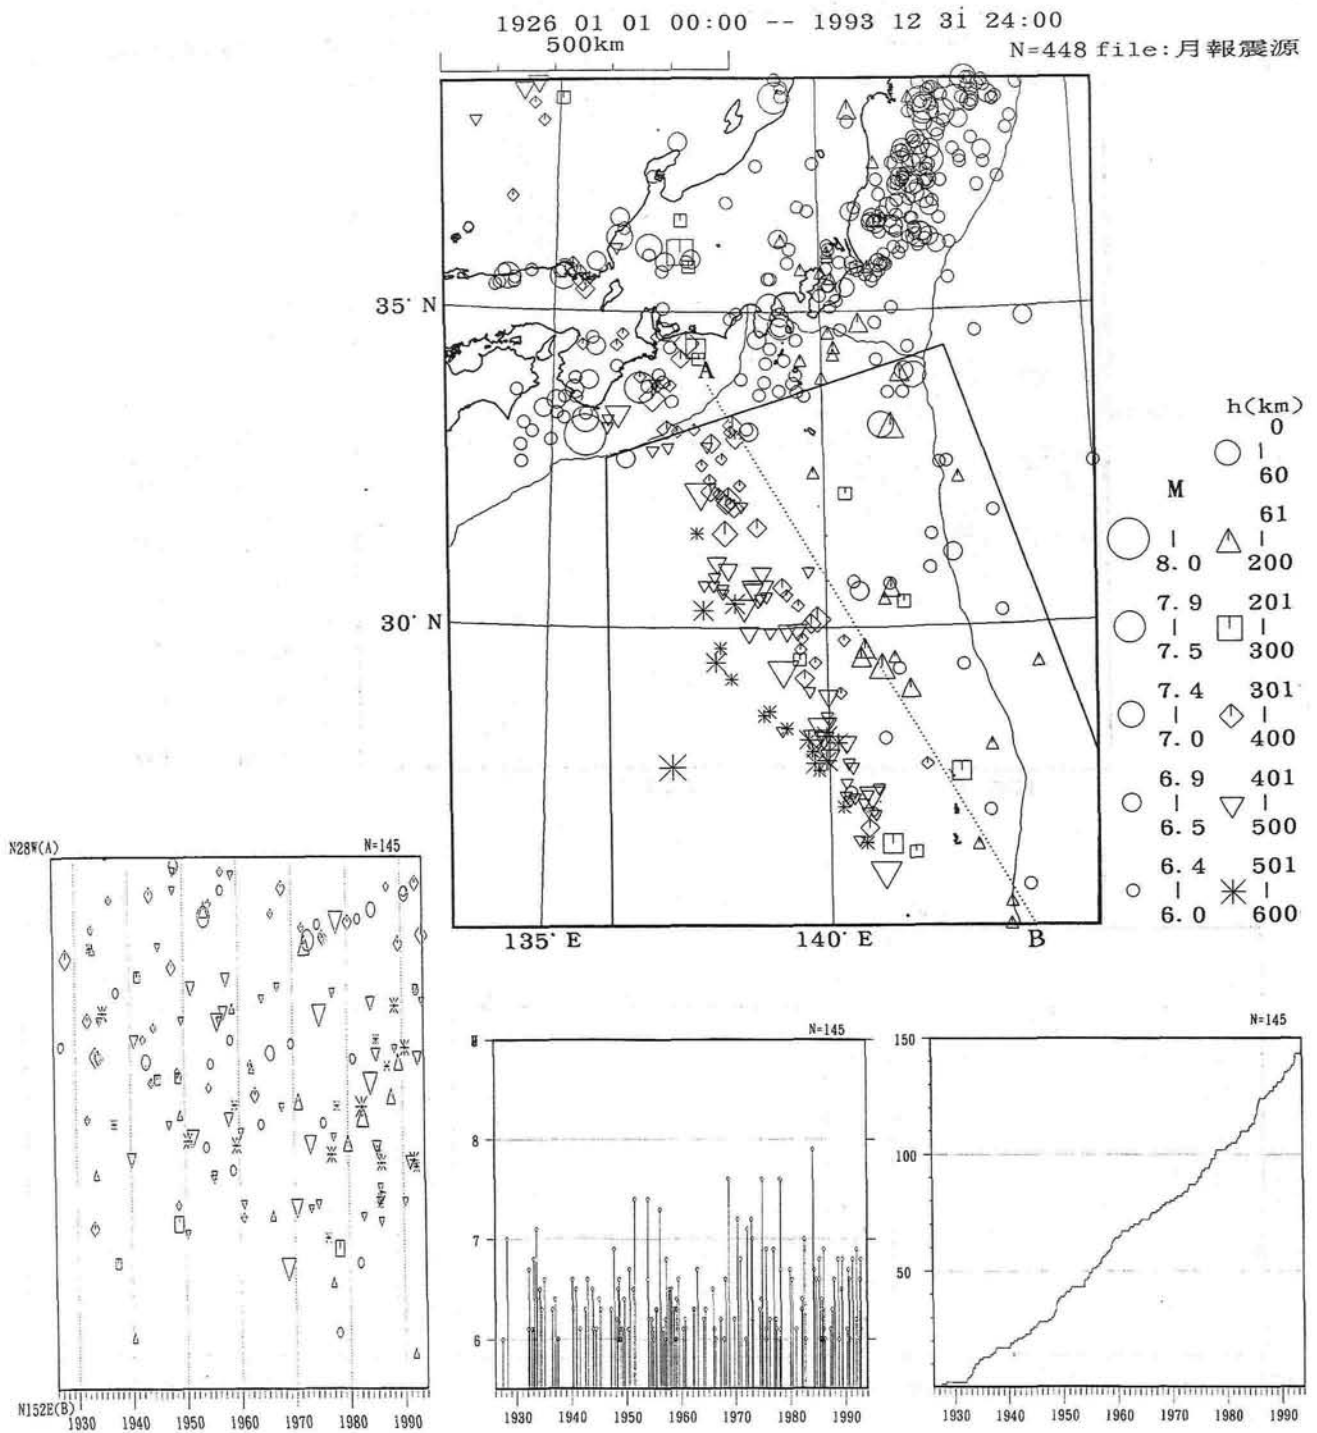 1926 01 01 00:00 -- 1993 12 31 24:00
500km
N=448 file:月報震源
A
35° N
30° N
135° E
140° E
B
h(km)
0
60
M
61
8.0
200
7.9
201
7.5
300
7.4
301
7.0
400
6.9
401
6.5
500
6.4
501
6.0
600
N28W(A)
N=145
N152E(B)
1930 1940 1950 1960 1970 1980 1990
N=145
8
7
6
1930 1940 1950 1960 1970 1980 1990
N=145
150
100
50
1930 1940 1950 1960 1970 1980 1990